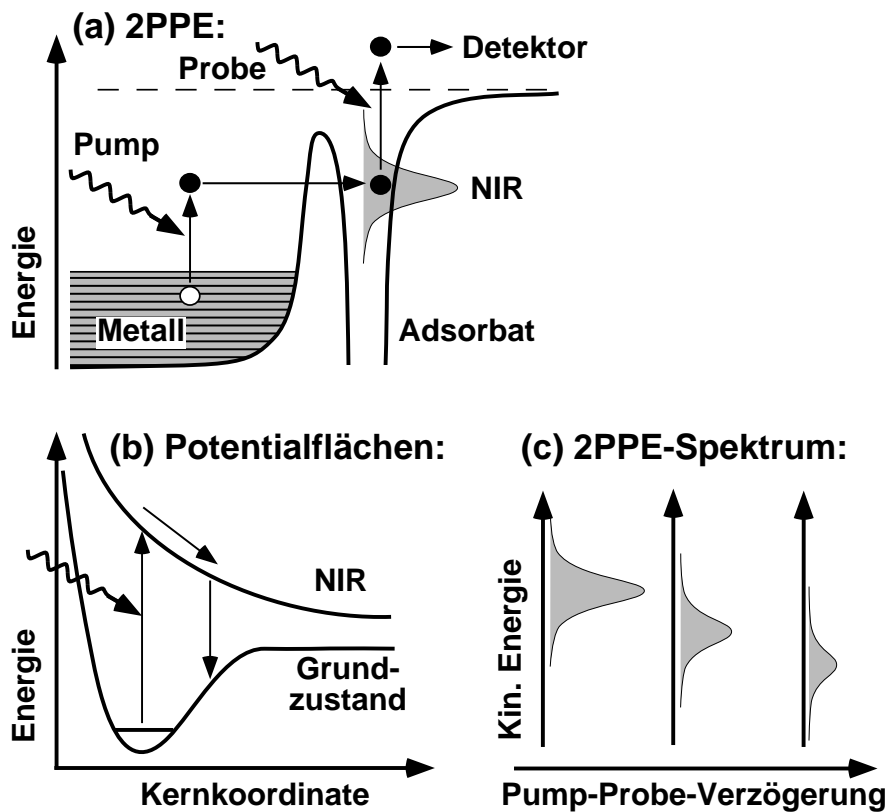 (a) 2PPE:
Detektor
Probe
Pump
NIR
Energie
Metall
Adsorbat
(b) Potentialflächen:
NIR
Grund-
zustand
Energie
Kernkoordinate
(c) 2PPE-Spektrum:
Kin. Energie
Pump-Probe-Verzögerung